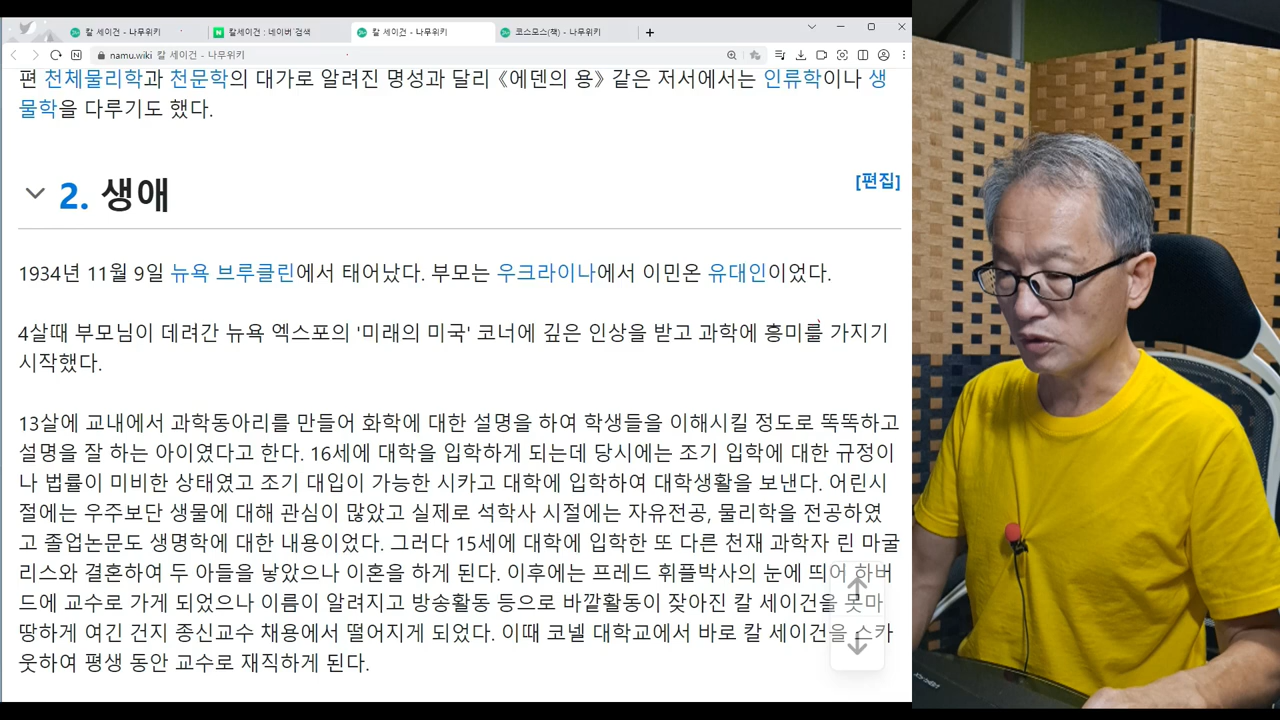 칼 세이건 - 나무위키
칼세이건 : 네이버 검색
칼 세이건 - 나무위키
코스모스(책) - 나무위키
namu.wiki 칼 세이건 - 나무위키
편 천체물리학과 천문학의 대가로 알려진 명성과 달리 《에덴의 용》 같은 저서에서는 인류학이나 생
물학을 다루기도 했다.
2. 생애
[편집]
1934년 11월 9일 뉴욕 브루클린에서 태어났다. 부모는 우크라이나에서 이민온 유대인이었다.
4살때 부모님이 데려간 뉴욕 엑스포의 '미래의 미국' 코너에 깊은 인상을 받고 과학에 흥미를 가지기
시작했다.
13살에 교내에서 과학동아리를 만들어 화학에 대한 설명을 하여 학생들을 이해시킬 정도로 똑똑하고
설명을 잘 하는 아이였다고 한다. 16세에 대학을 입학하게 되는데 당시에는 조기 입학에 대한 규정이
나 법률이 미비한 상태였고 조기 대입이 가능한 시카고 대학에 입학하여 대학생활을 보낸다. 어린시
절에는 우주보단 생물에 대해 관심이 많았고 실제로 석학사 시절에는 자유전공, 물리학을 전공하였
고 졸업논문도 생명학에 대한 내용이었다. 그러다 15세에 대학에 입학한 또 다른 천재 과학자 린 마굴
리스와 결혼하여 두 아들을 낳았으나 이혼을 하게 된다. 이후에는 프레드 휘플박사의 눈에 띄어 하버
드에 교수로 가게 되었으나 이름이 알려지고 방송활동 등으로 바깥활동이 잦아진 칼 세이건을 못마
땅하게 여긴 건지 종신교수 채용에서 떨어지게 되었다. 이때 코넬 대학교에서 바로 칼 세이건을 스카
웃하여 평생 동안 교수로 재직하게 된다.